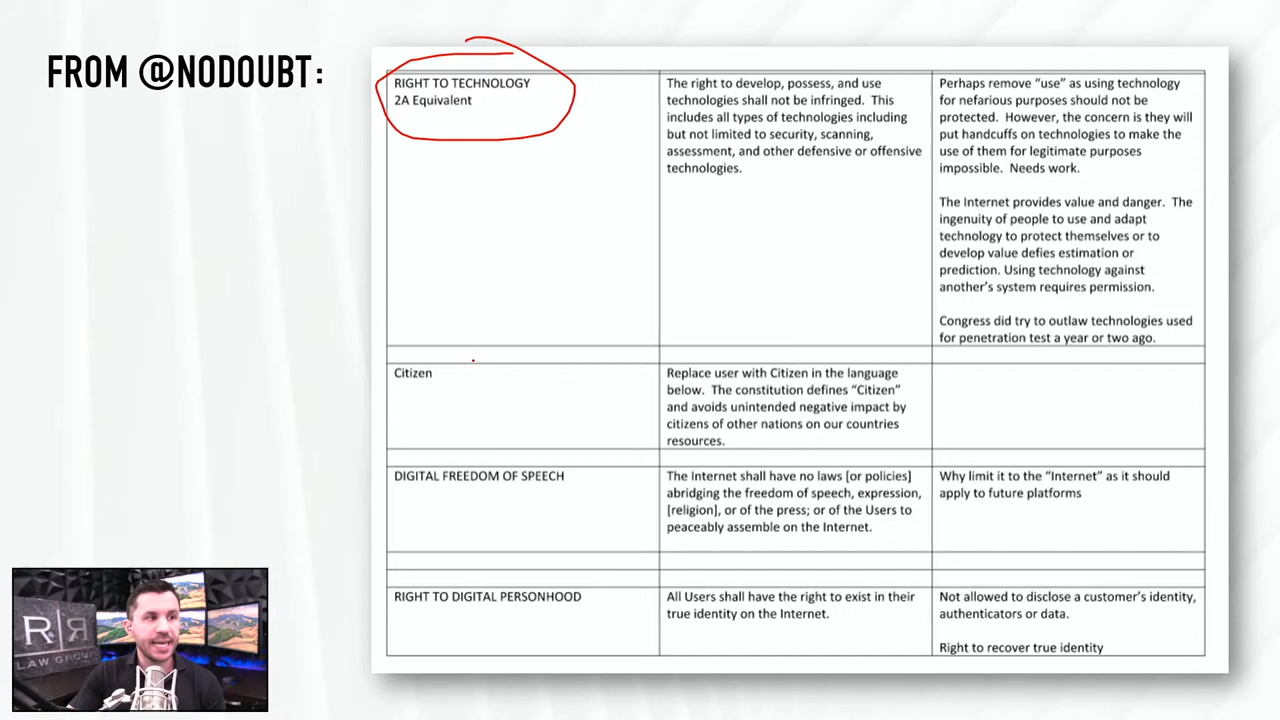 FROM @NODOUBT:
RIGHT TO TECHNOLOGY
2A Equivalent
The right to develop, possess, and use
technologies shall not be infringed. This
includes all types of technologies including
but not limited to security, scanning,
assessment, and other defensive or offensive
technologies.
Perhaps remove “use” as using technology
for nefarious purposes should not be
protected. However, the concern is they will
put handcuffs on technologies to make the
use of them for legitimate purposes
impossible. Needs work.
The Internet provides value and danger. The
ingenuity of people to use and adapt
technology to protect themselves or to
develop value defies estimation or
prediction. Using technology against
another’s system requires permission.
Congress did try to outlaw technologies used
for penetration test a year or two ago.
Citizen
Replace user with Citizen in the language
below. The constitution defines “Citizen”
and avoids unintended negative impact by
citizens of other nations on our countries
resources.
DIGITAL FREEDOM OF SPEECH
The Internet shall have no laws [or policies]
abridging the freedom of speech, expression,
[religion], or of the press; or of the Users to
peaceably assemble on the Internet.
Why limit it to the “Internet” as it should
apply to future platforms
RIGHT TO DIGITAL PERSONHOOD
All Users shall have the right to exist in their
true identity on the Internet.
Not allowed to disclose a customer’s identity,
authenticators or data.
Right to recover true identity
R|R
LAW GROUP